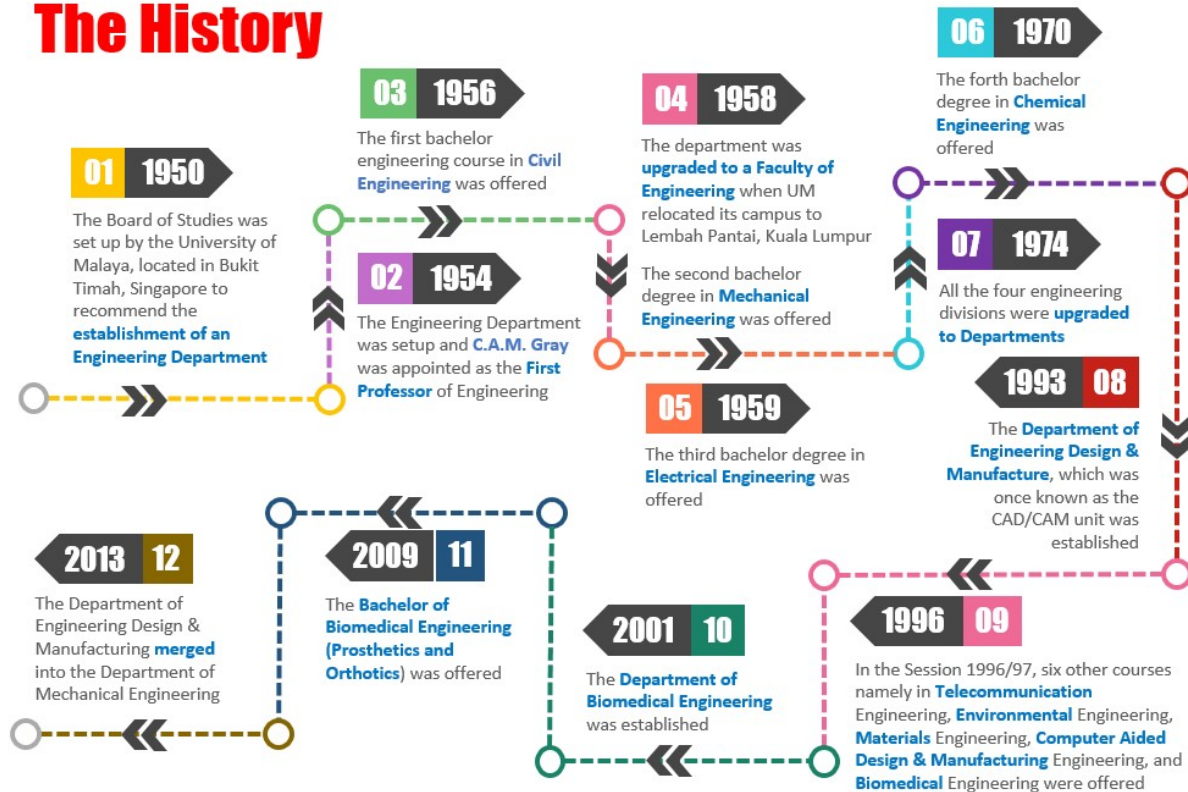 The History
01 1950
The Board of Studies was
set up by the University of
Malaya, located in Bukit
Timah, Singapore to
recommend the
establishment of an
Engineering Department
02 1954
The Engineering Department
was setup and C.A.M. Gray
was appointed as the First
Professor of Engineering
03 1956
The first bachelor
engineering course in Civil
Engineering was offered
04 1958
The department was
upgraded to a Faculty of
Engineering when UM
relocated its campus to
Lembah Pantai, Kuala Lumpur
The second bachelor
degree in Mechanical
Engineering was offered
05 1959
The third bachelor degree in
Electrical Engineering was
offered
06 1970
The forth bachelor
degree in Chemical
Engineering was
offered
07 1974
All the four engineering
divisions were upgraded
to Departments
1993 08
The Department of
Engineering Design &
Manufacture, which was
once known as the
CAD/CAM unit was
established
1996 09
In the Session 1996/97, six other courses
namely in Telecommunication
Engineering, Environmental Engineering,
Materials Engineering, Computer Aided
Design & Manufacturing Engineering, and
Biomedical Engineering were offered
2001 10
The Department of
Biomedical Engineering
was established
2009 11
The Bachelor of
Biomedical Engineering
(Prosthetics and
Orthotics) was offered
2013 12
The Department of
Engineering Design &
Manufacturing merged
into the Department of
Mechanical Engineering